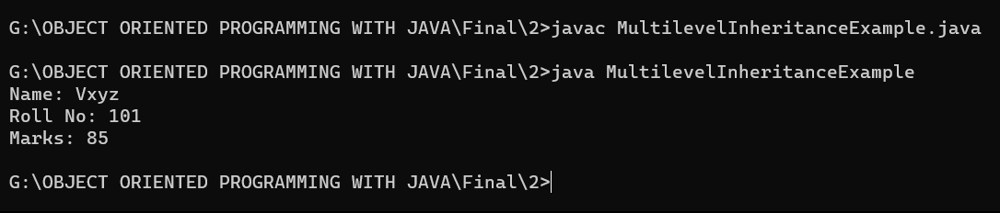 G:\OBJECT ORIENTED PROGRAMMING WITH JAVA\Final\2>javac MultilevelInheritanceExample.java
G:\OBJECT ORIENTED PROGRAMMING WITH JAVA\Final\2>java MultilevelInheritanceExample
Name: Vxyz
Roll No: 101
Marks: 85
G:\OBJECT ORIENTED PROGRAMMING WITH JAVA\Final\2>